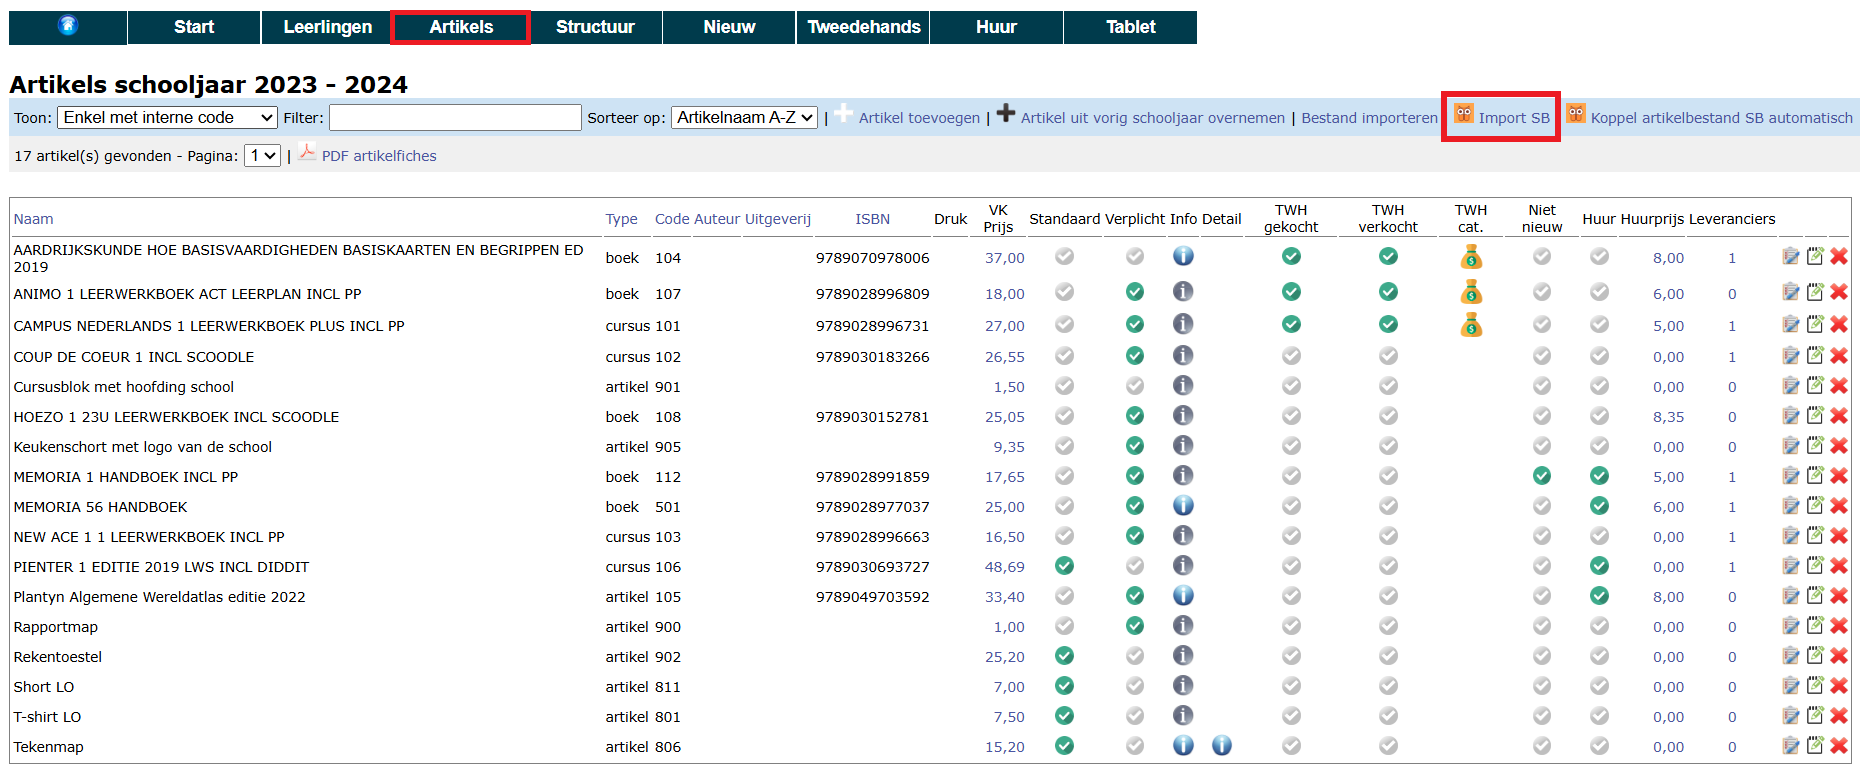 Start Leerlingen Artikels Structuur Nieuw Tweedehands Huur Tablet
Artikels schooljaar 2023 - 2024
Toon: Enkel met interne code Filter: Sorteer op: Artikelnaam A-Z | Artikel toevoegen | Artikel uit vorig schooljaar overnemen | Bestand importeren Import SB Koppel artikelbestand SB automatisch
17 artikel(s) gevonden - Pagina: 1 | PDF artikelfiches
Naam Type Code Auteur Uitgeverij ISBN Druk VK Prijs Standaard Verplicht Info Detail TWH gekocht TWH verkocht TWH cat. Niet nieuw Huur Huurprijs Leveranciers
AARDRIJKSKUNDE HOE BASISVAARDIGHEDEN BASISKAARTEN EN BEGRIPPEN ED
2019 boek 104 9789070978006 37,00 8,00 1
ANIMO 1 LEERWERKBOEK ACT LEERPLAN INCL PP boek 107 9789028996809 18,00 6,00 0
CAMPUS NEDERLANDS 1 LEERWERKBOEK PLUS INCL PP cursus 101 9789028996731 27,00 5,00 1
COUP DE COEUR 1 INCL SCOODLE cursus 102 9789030183266 26,55 0,00 1
Cursusblok met hoofding school artikel 901 1,50 0,00 0
HOEZO 1 23U LEERWERKBOEK INCL SCOODLE boek 108 9789030152781 25,05 8,35 0
Keukenschort met logo van de school artikel 905 9,35 0,00 0
MEMORIA 1 HANDBOEK INCL PP boek 112 9789028991859 17,65 5,00 1
MEMORIA 56 HANDBOEK boek 501 9789028977037 25,00 6,00 1
NEW ACE 1 1 LEERWERKBOEK INCL PP cursus 103 9789028996663 16,50 0,00 1
PIENTER 1 EDITIE 2019 LWS INCL DIDDIT cursus 106 9789030693727 48,69 0,00 1
Plantyn Algemene Wereldatlas editie 2022 artikel 105 9789049703592 33,40 8,00 0
Rapportmap artikel 900 1,00 0,00 0
Rekentoestel artikel 902 25,20 0,00 0
Short LO artikel 811 7,00 0,00 0
T-shirt LO artikel 801 7,50 0,00 0
Tekenmap artikel 806 15,20 0,00 0